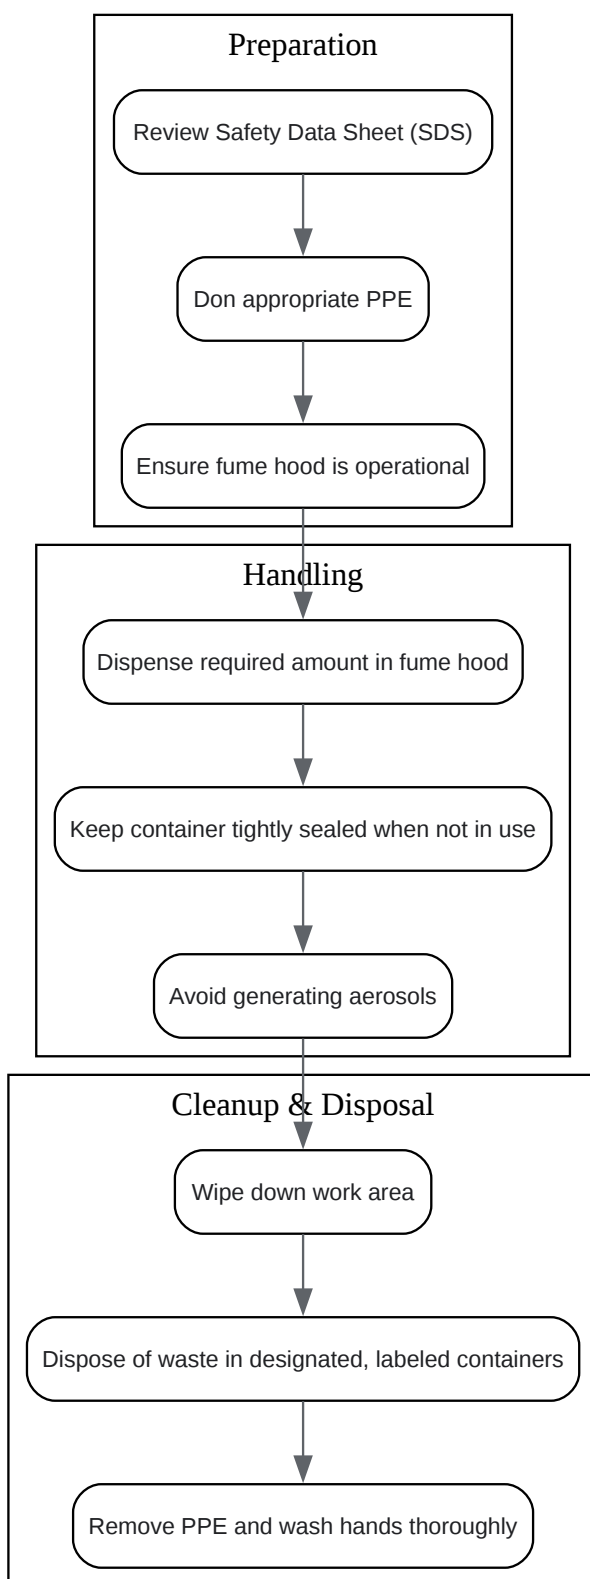 Preparation
Review Safety Data Sheet (SDS)
Don appropriate PPE
Ensure fume hood is operational
Handling
Dispense required amount in fume hood
Keep container tightly sealed when not in use
Avoid generating aerosols
Cleanup & Disposal
Wipe down work area
Dispose of waste in designated, labeled containers
Remove PPE and wash hands thoroughly